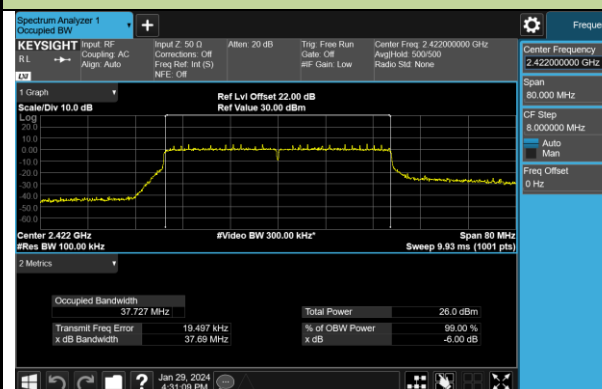 Spectrum Analyzer 1
Occupied BW
Frequen
KEYSIGHT
Input: RF
Input Z: 50 Ω
Atten: 20 dB
Trig: Free Run
Center Freq: 2.422000000 GHz
RL
Coupling: AC
Corrections: Off
Gate: Off
Avg|Hold: 500/500
Align: Auto
Freq Ref: Int (S)
#IF Gain: Low
Radio Std: None
NFE: Off
LXI
Center Frequency
2.422000000 GHz
Span
80.000 MHz
CF Step
8.000000 MHz
Auto
Man
Freq Offset
0 Hz
1 Graph
Ref Lvl Offset 22.00 dB
Scale/Div 10.0 dB
Ref Value 30.00 dBm
Log
20.0
10.0
0.00
-10.0
-20.0
-30.0
-40.0
-50.0
-60.0
Center 2.422 GHz
#Video BW 300.00 kHz*
Span 80 MHz
#Res BW 100.00 kHz
Sweep 9.93 ms (1001 pts)
2 Metrics
Occupied Bandwidth
37.727 MHz
Total Power
26.0 dBm
Transmit Freq Error
19.497 kHz
% of OBW Power
99.00 %
x dB Bandwidth
37.69 MHz
x dB
-6.00 dB
Jan 29, 2024
4:31:09 PM